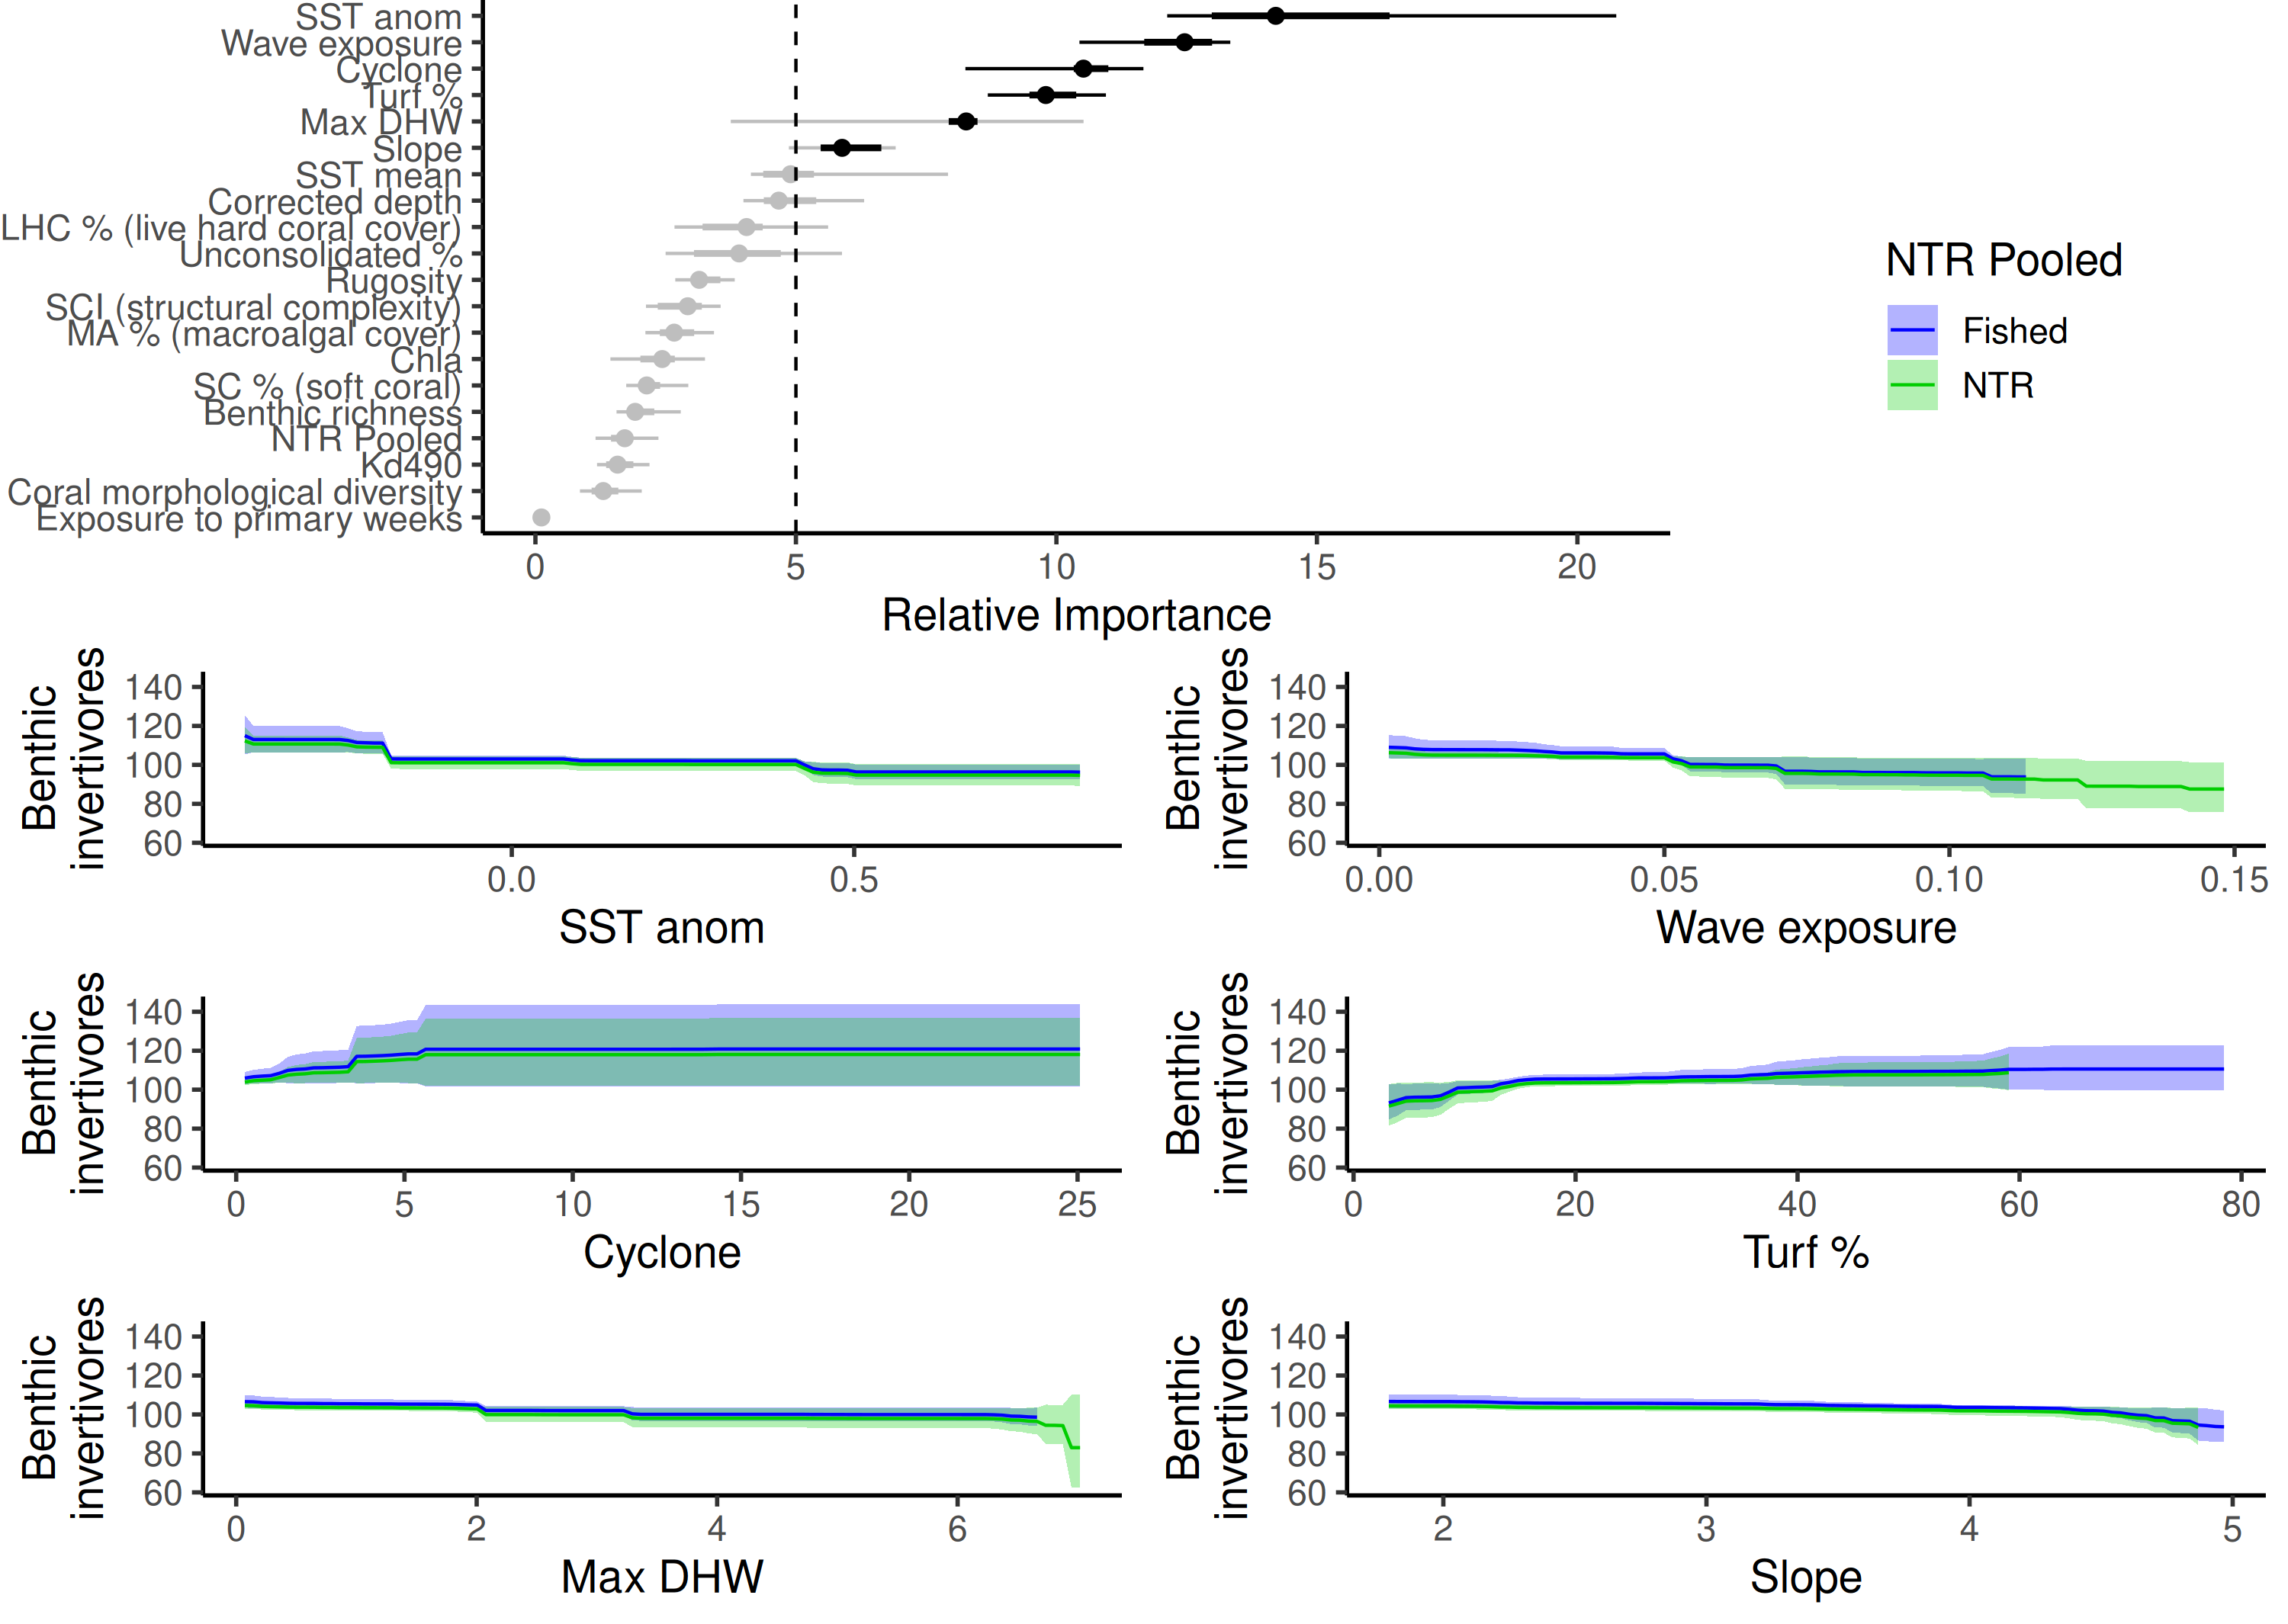 SST anom
Wave exposure
Cyclone
Turf %
Max DHW
Slope
SST mean
Corrected depth
LHC % (live hard coral cover)
Unconsolidated %
Rugosity
SCI (structural complexity)
MA % (macroalgal cover)
Chla
SC % (soft coral)
Benthic richness
NTR Pooled
Kd490
Coral morphological diversity
Exposure to primary weeks
0 5 10 15 20
Relative Importance
NTR Pooled
Fished
NTR
Benthic
invertivores
140
120
100
80
60
0.0 0.5
SST anom
Benthic
invertivores
140
120
100
80
60
0.00 0.05 0.10 0.15
Wave exposure
Benthic
invertivores
140
120
100
80
60
0 5 10 15 20 25
Cyclone
Benthic
invertivores
140
120
100
80
60
0 20 40 60 80
Turf %
Benthic
invertivores
140
120
100
80
60
0 2 4 6
Max DHW
Benthic
invertivores
140
120
100
80
60
2 3 4 5
Slope